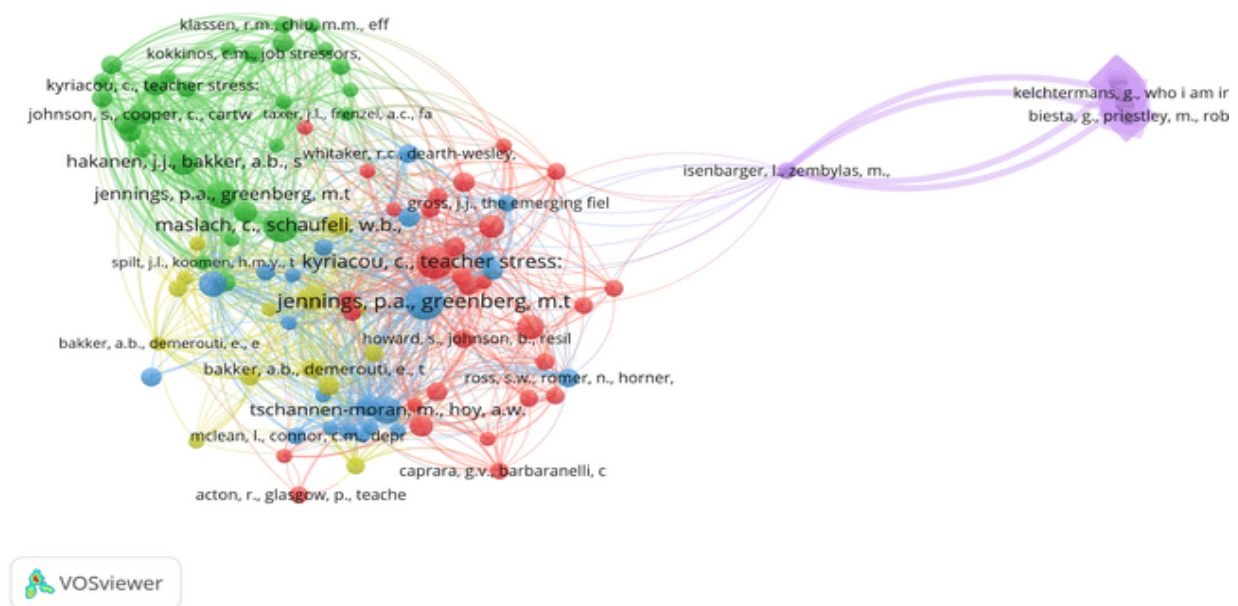 klassen, r.m., chiu, m.m., eff
kokkinos, c.m., job stressors,
kyriacou, c., teacher stress:
johnson, s., cooper, c., cartw
taxer, j.l., frenzel, a.c., fa
hakanen, j.j., bakker, a.b., s
whitaker, r.c., dearth-wesley,
jennings, p.a., greenberg, m.t
gross, j.j., the emerging fiel
maslach, c., schaufeli, w.b.,
spilt, j.l., koomen, h.m.y., t
kyriacou, c., teacher stress:
jennings, p.a., greenberg, m.t
howard, s., johnson, b., resil
bakker, a.b., demerouti, e., e
bakker, a.b., demerouti, e., t
ross, s.w., romer, n., horner,
tschannen-moran, m., hoy, a.w.
mclean, l., connor, c.m., depr
caprara, g.v., barbaranelli, c
acton, r., glasgow, p., teache
isenbarger, l., zembylas, m.,
kelchtermans, g., who i am ir
biesta, g., priestley, m., rob
VOSviewer